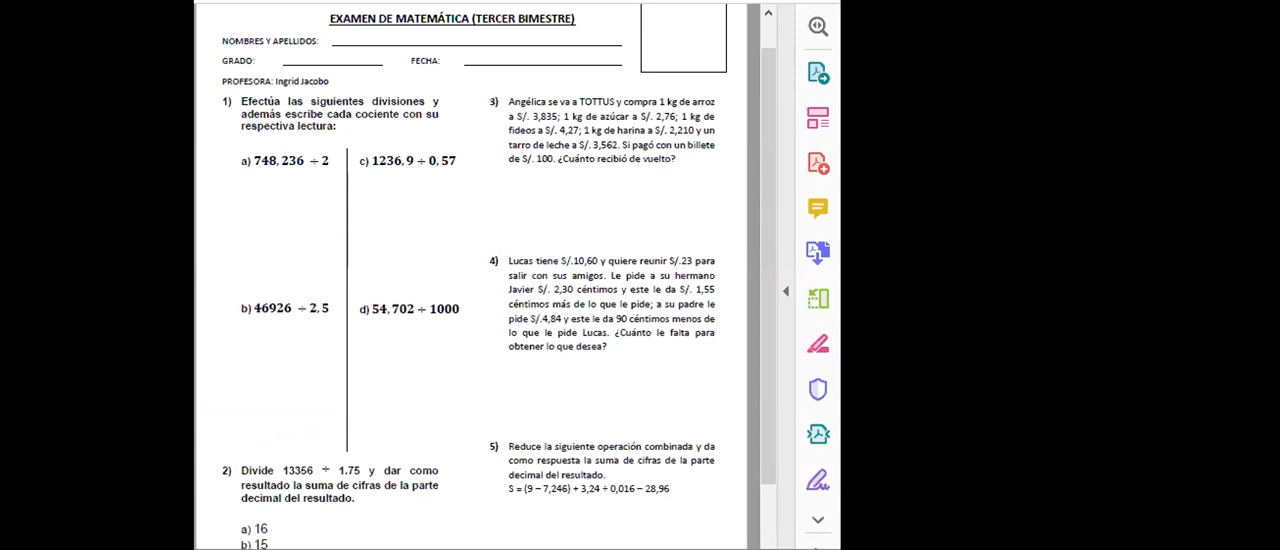 EXAMEN DE MATEMÁTICA (TERCER BIMESTRE)
NOMBRES Y APELLIDOS:
GRADO: FECHA:
PROFESORA: Ingrid Jacobo
1) Efectúa las siguientes divisiones y
además escribe cada cociente con su
respectiva lectura:
a) 748,236 ÷ 2
c) 1236,9 ÷ 0,57
b) 46926 ÷ 2,5
d) 54,702 ÷ 1000
2) Divide 13356 ÷ 1.75 y dar como
resultado la suma de cifras de la parte
decimal del resultado.
a) 16
b) 15
3) Angélica se va a TOTTUS y compra 1 kg de arroz
a S/. 3,835; 1 kg de azúcar a S/. 2,76; 1 kg de
fideos a S/. 4,27; 1 kg de harina a S/. 2,210 y un
tarro de leche a S/. 3,562. Si pagó con un billete
de S/. 100. ¿Cuánto recibió de vuelto?
4) Lucas tiene S/.10,60 y quiere reunir S/.23 para
salir con sus amigos. Le pide a su hermano
Javier S/. 2,30 céntimos y este le da S/. 1,55
céntimos más de lo que le pide; a su padre le
pide S/.4,84 y este le da 90 céntimos menos de
lo que le pide Lucas. ¿Cuánto le falta para
obtener lo que desea?
5) Reduce la siguiente operación combinada y da
como respuesta la suma de cifras de la parte
decimal del resultado.
S = (9 – 7,246) + 3,24 ÷ 0,016 – 28,96